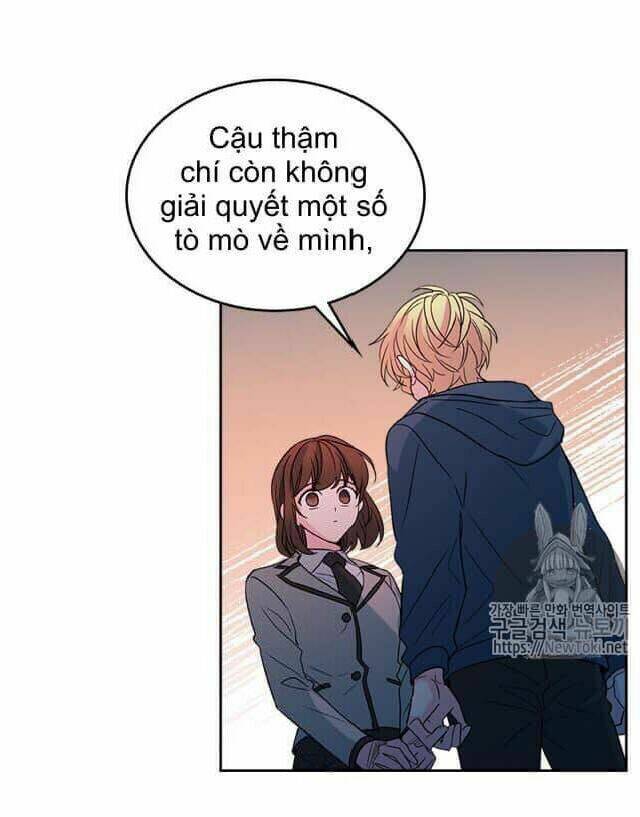 Cậu thậm
chí còn không
giải quyết một số
tò mò về mình,
가장 빠른 만화 번역사이트
구글검색 뉴토끼
https://NewToki.net